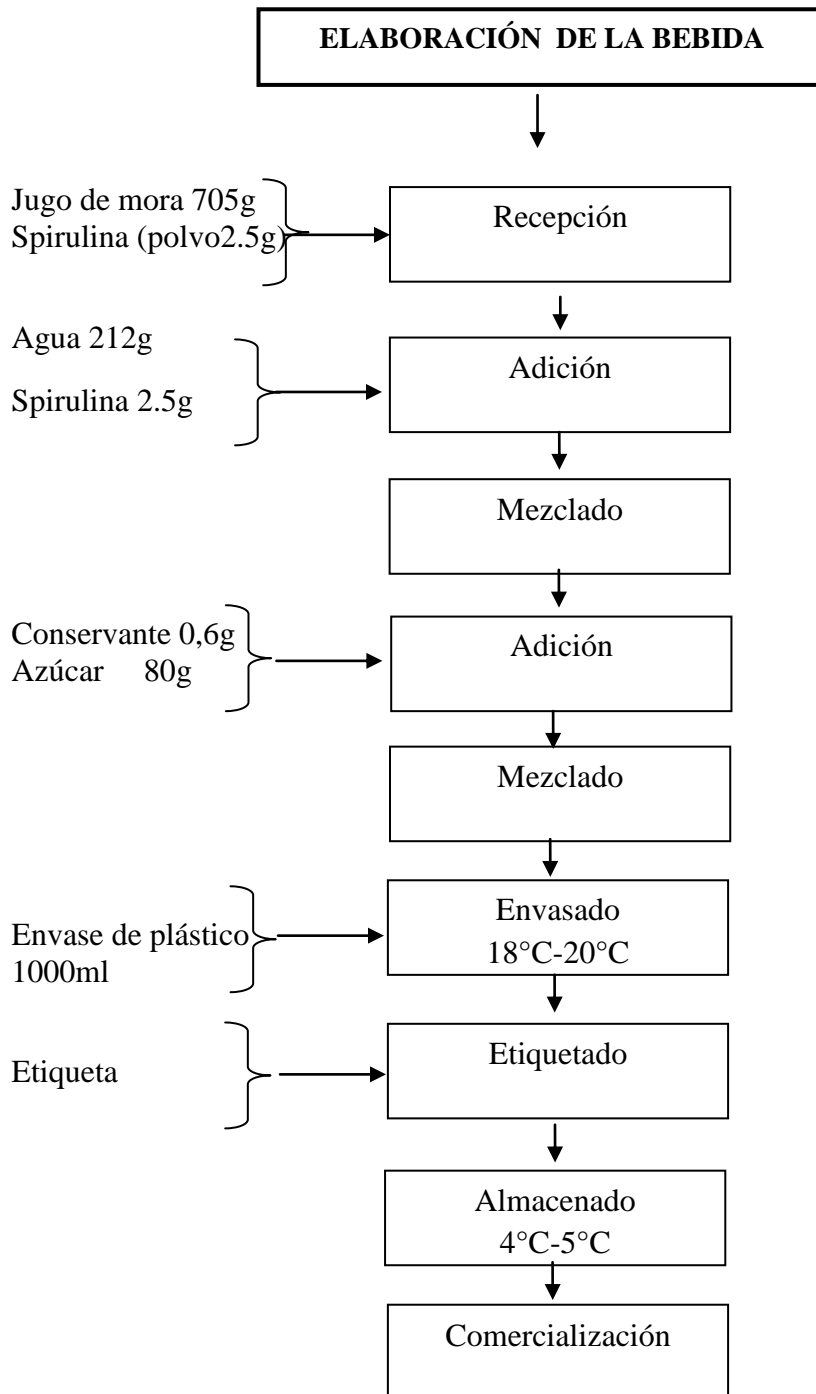 ELABORACIÓN DE LA BEBIDA
Jugo de mora 705g
Spirulina (polvo2.5g)
Recepción
Agua 212g
Spirulina 2.5g
Adición
Mezclado
Conservante 0,6g
Azúcar 80g
Adición
Mezclado
Envase de plástico
1000ml
Envasado
18°C-20°C
Etiqueta
Etiquetado
Almacenado
4°C-5°C
Comercialización